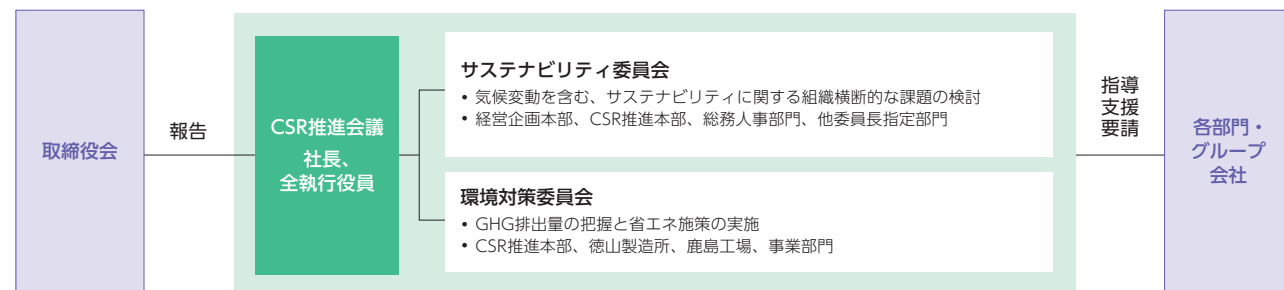 取締役会
報告
CSR推進会議
社長、
全執行役員
サステナビリティ委員会
• 気候変動を含む、サステナビリティに関する組織横断的な課題の検討
• 経営企画本部、CSR推進本部、総務人事部門、他委員長指定部門
環境対策委員会
• GHG排出量の把握と省エネ施策の実施
• CSR推進本部、徳山製造所、鹿島工場、事業部門
指導
支援
要請
各部門・
グループ
会社